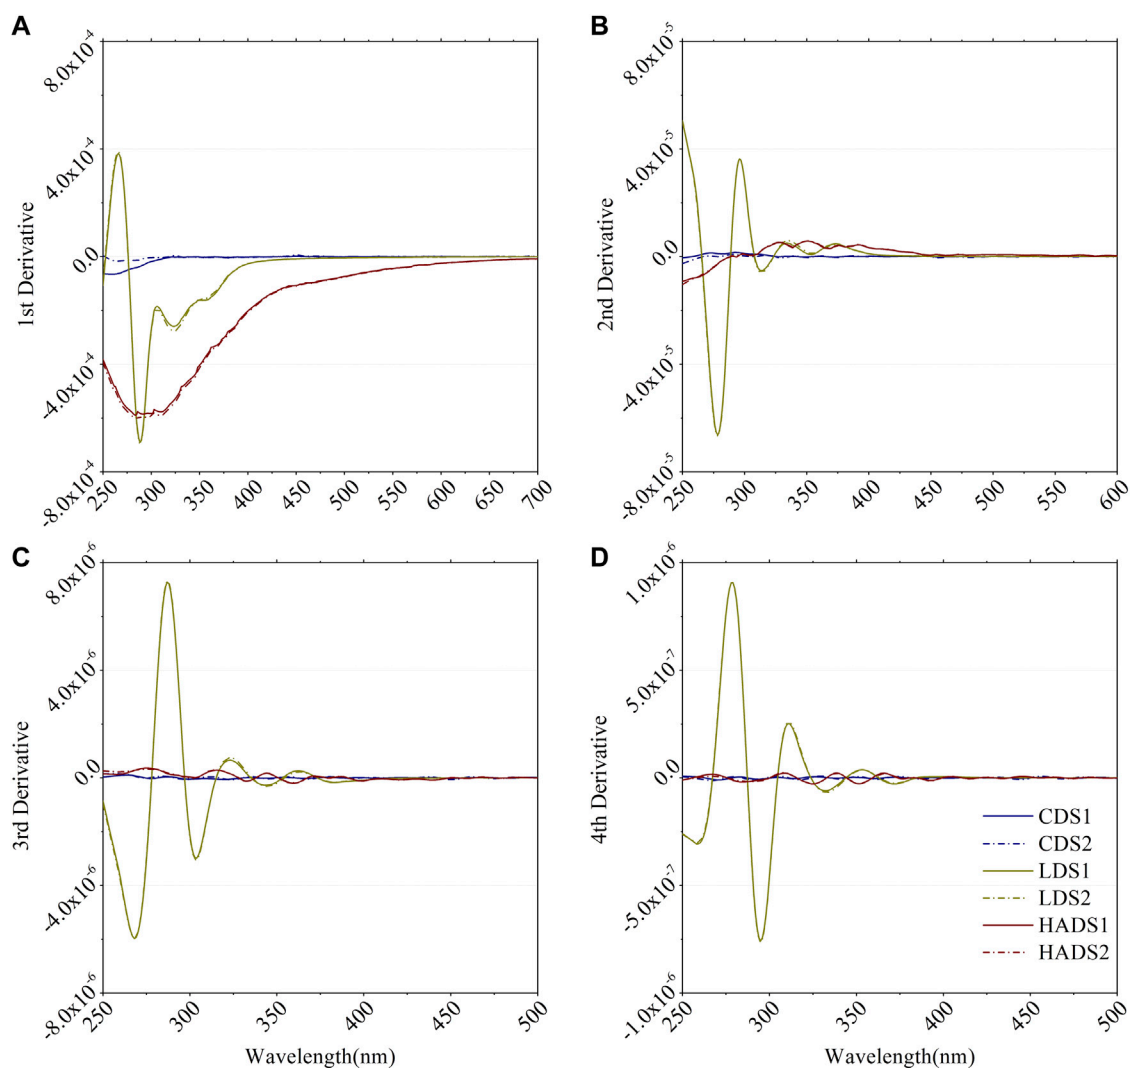 A
8.0x10⁻⁴
4.0x10⁻⁴
0.0
-4.0x10⁻⁴
-8.0x10⁻⁴
1st Derivative
250 300 350 400 450 500 550 600 650 700
B
8.0x10⁻⁵
4.0x10⁻⁵
0.0
-4.0x10⁻⁵
-8.0x10⁻⁵
2nd Derivative
250 300 350 400 450 500 550 600
C
8.0x10⁻⁶
4.0x10⁻⁶
0.0
-4.0x10⁻⁶
-8.0x10⁻⁶
3rd Derivative
250 300 350 400 450 500
Wavelength(nm)
D
1.0x10⁻⁶
5.0x10⁻⁷
0.0
-5.0x10⁻⁷
-1.0x10⁻⁶
4th Derivative
CDS1
CDS2
LDS1
LDS2
HADS1
HADS2
250 300 350 400 450 500
Wavelength(nm)